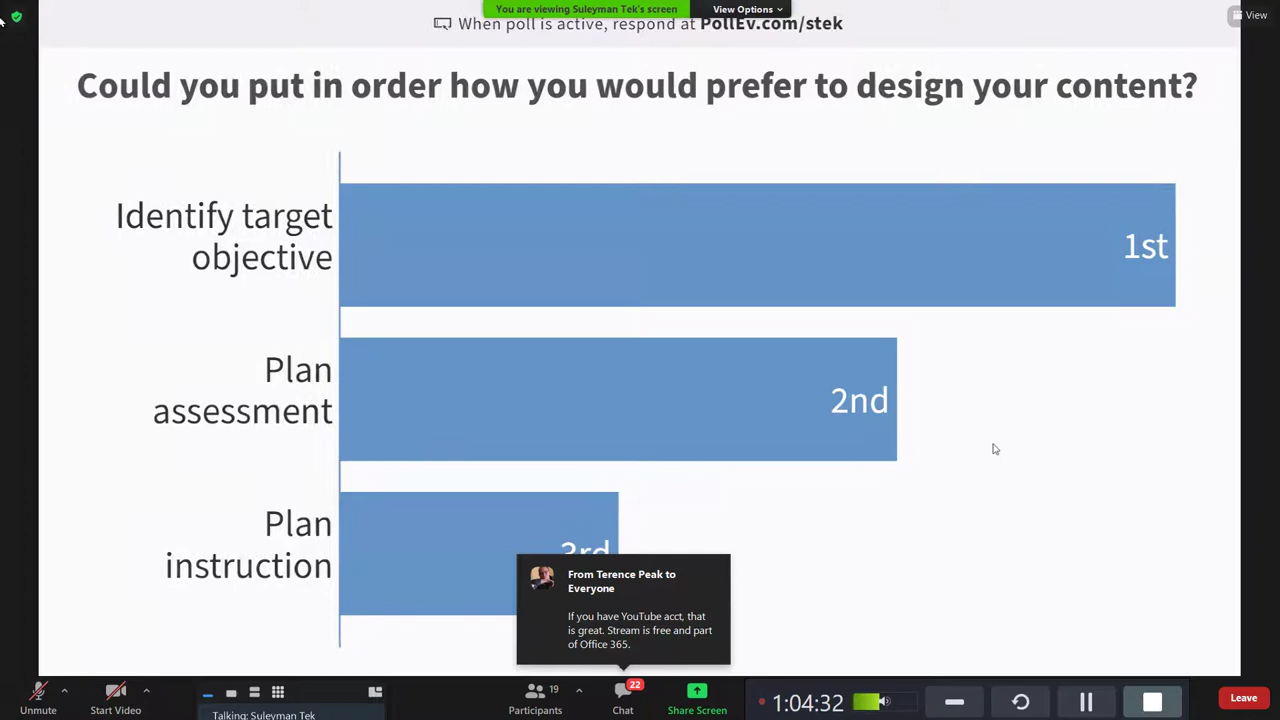 You are viewing Suleyman Tek's screen
View Options
View
When poll is active, respond at PollEv.com/stek
Could you put in order how you would prefer to design your content?
Identify target
objective
1st
Plan
assessment
2nd
Plan
instruction
3rd
From Terence Peak to
Everyone
If you have YouTube acct, that
is great. Stream is free and part
of Office 365.
Unmute
Start Video
Talking: Suleyman Tek
19
Participants
22
Chat
Share Screen
1:04:32
Leave